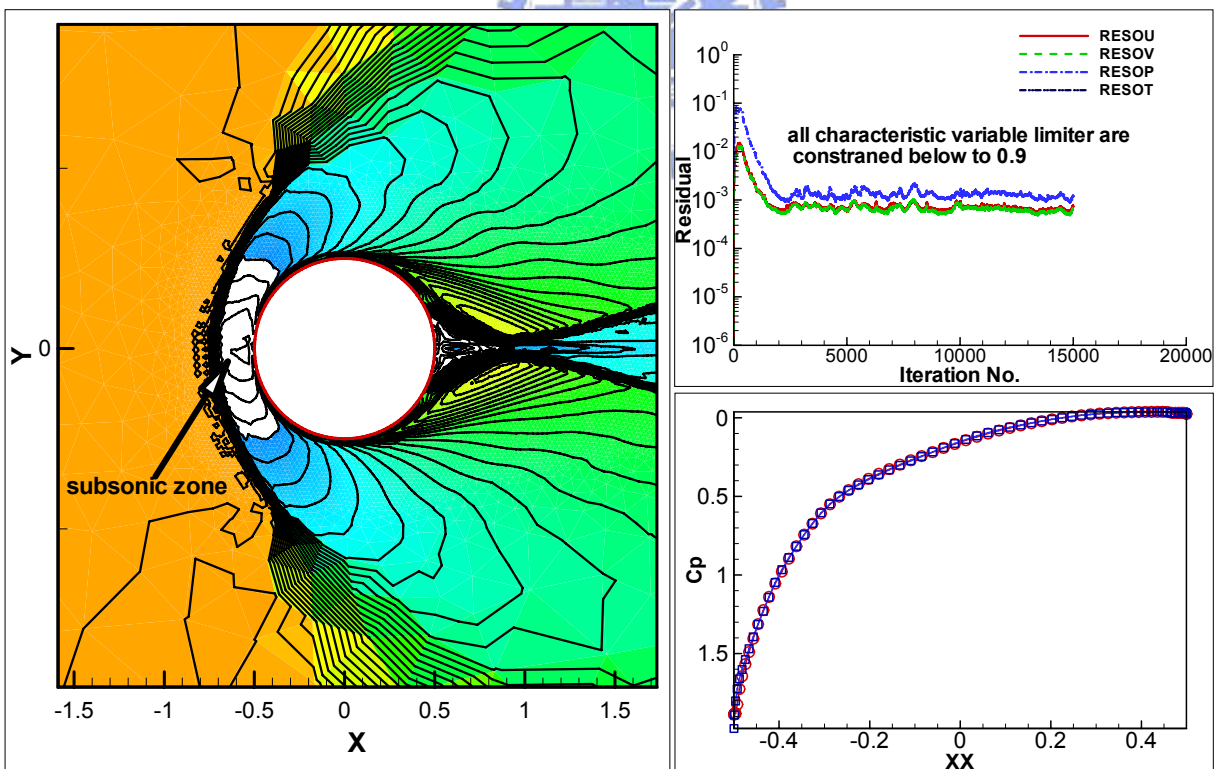 Y
0
subsonic zone
-1.5 -1 -0.5 0 0.5 1 1.5
X
RESOU
RESOV
RESOP
RESOT
10^0
10^-1
10^-2
10^-3
10^-4
10^-5
10^-6
Residual
all characteristic variable limiter are
constraned below to 0.9
0 5000 10000 15000 20000
Iteration No.
0
0.5
1
1.5
Cp
-0.4 -0.2 0 0.2 0.4
XX